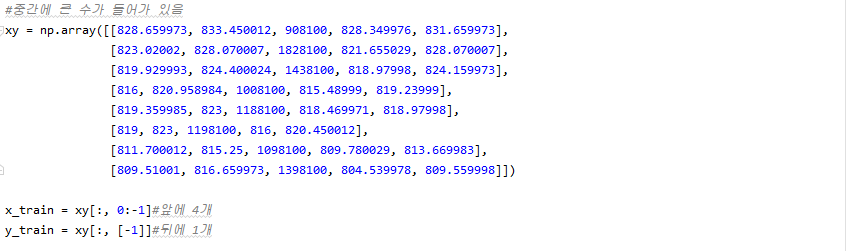 #중간에 큰 수가 들어가 있음
xy = np.array([[828.659973, 833.450012, 908100, 828.349976, 831.659973],
[823.02002, 828.070007, 1828100, 821.655029, 828.070007],
[819.929993, 824.400024, 1438100, 818.97998, 824.159973],
[816, 820.958984, 1008100, 815.48999, 819.23999],
[819.359985, 823, 1188100, 818.469971, 818.97998],
[819, 823, 1198100, 816, 820.450012],
[811.700012, 815.25, 1098100, 809.780029, 813.669983],
[809.51001, 816.659973, 1398100, 804.539978, 809.559998]])
x_train = xy[:, 0:-1]#앞에 4개
y_train = xy[:, [-1]]#뒤에 1개